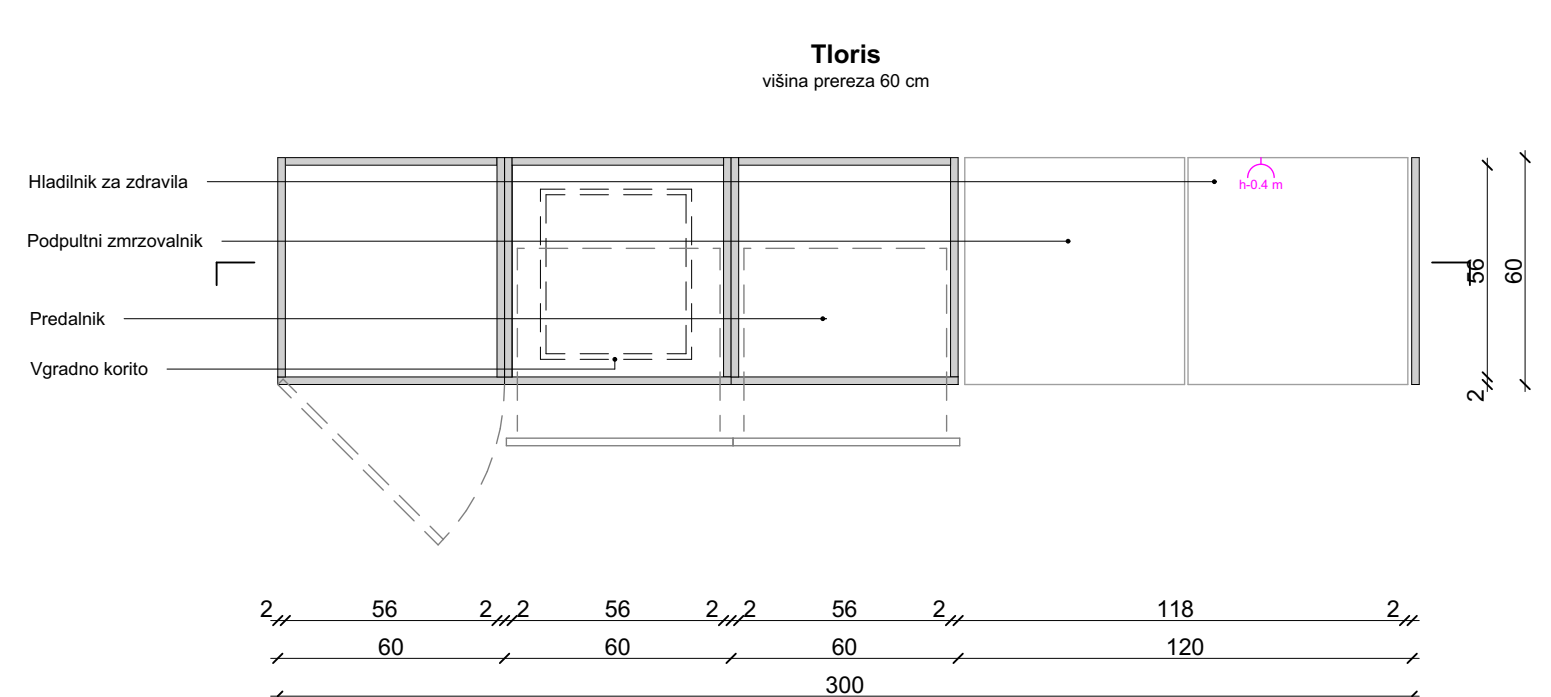 Tloris
višina prereza 60 cm
Hladilnik za zdravila
h-0.4 m
Podpultni zmrzovalnik
56
60
Predalnik
Vgradno korito
2
2 56 2 2 56 2 2 56 2 118 2
60 60 60 120
300